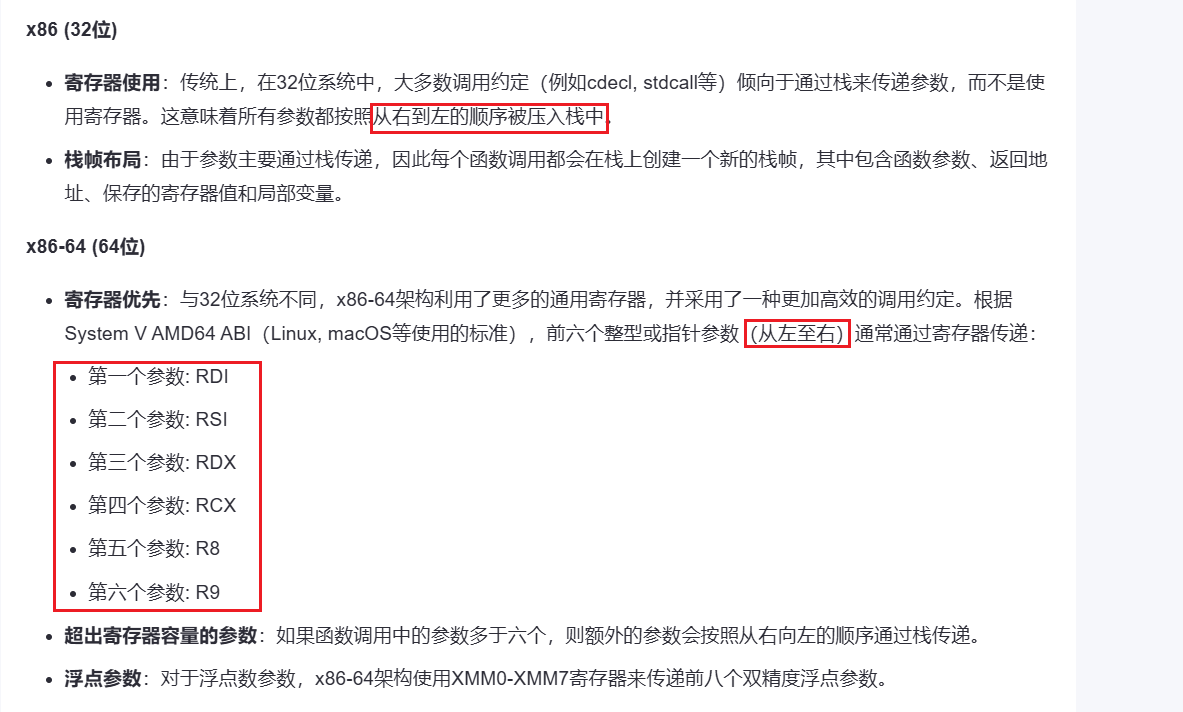 x86 (32位)
• 寄存器使用：传统上，在32位系统中，大多数调用约定（例如cdecl, stdcall等）倾向于通过栈来传递参数，而不是使
用寄存器。这意味着所有参数都按照从右到左的顺序被压入栈中。
• 栈帧布局：由于参数主要通过栈传递，因此每个函数调用都会在栈上创建一个新的栈帧，其中包含函数参数、返回地
址、保存的寄存器值和局部变量。
x86-64 (64位)
• 寄存器优先：与32位系统不同，x86-64架构利用了更多的通用寄存器，并采用了一种更加高效的调用约定。根据
System V AMD64 ABI（Linux, macOS等使用的标准），前六个整型或指针参数（从左至右）通常通过寄存器传递：
• 第一个参数: RDI
• 第二个参数: RSI
• 第三个参数: RDX
• 第四个参数: RCX
• 第五个参数: R8
• 第六个参数: R9
• 超出寄存器容量的参数：如果函数调用中的参数多于六个，则额外的参数会按照从右向左的顺序通过栈传递。
• 浮点参数：对于浮点数参数，x86-64架构使用XMM0-XMM7寄存器来传递前八个双精度浮点参数。